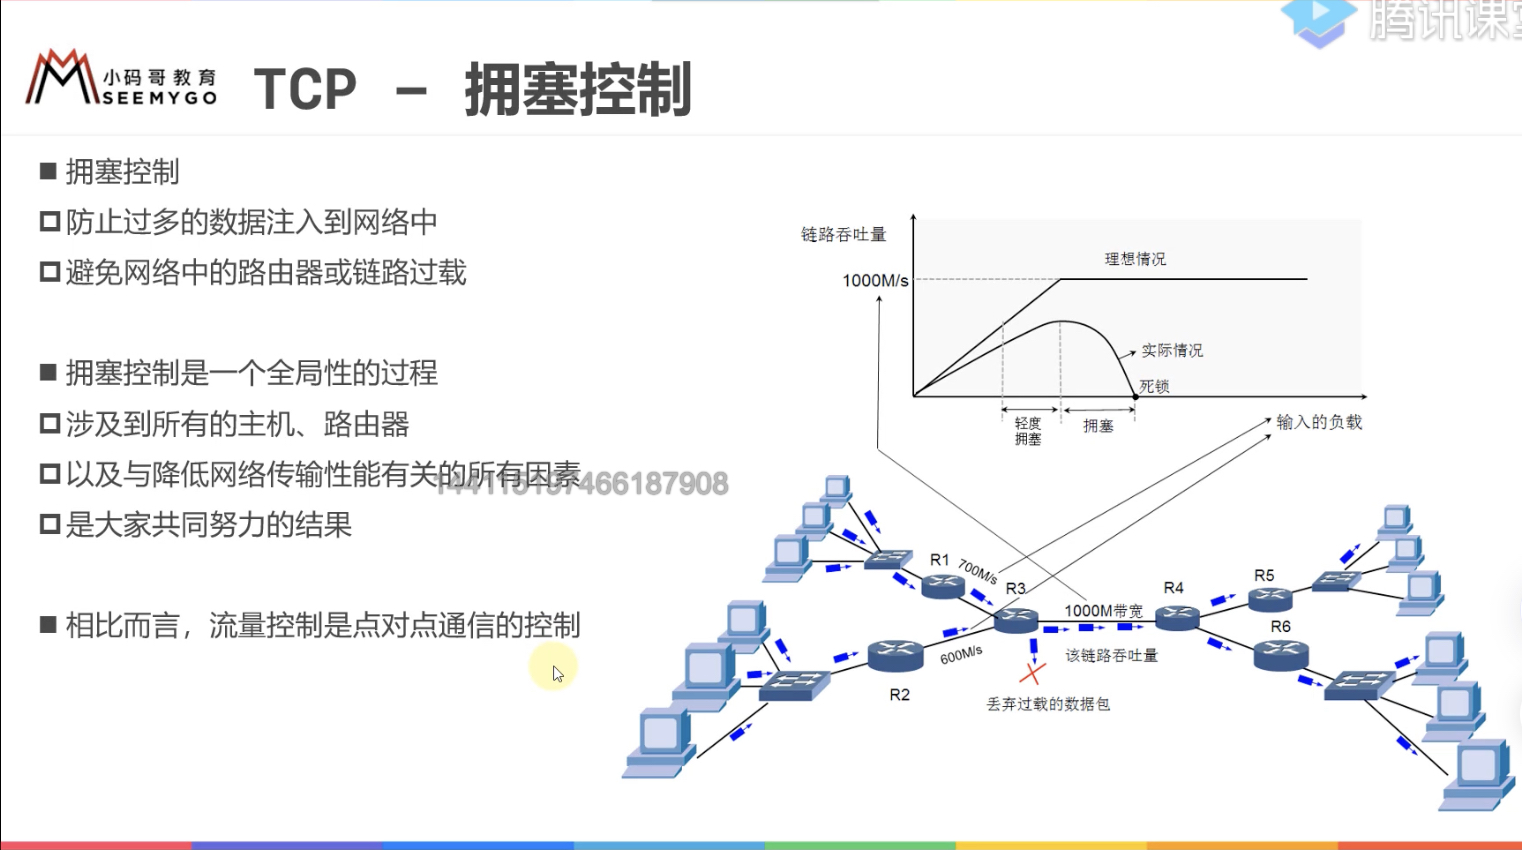 腾讯课
小码哥教育
SEEMYGO
TCP - 拥塞控制
拥塞控制
防止过多的数据注入到网络中
避免网络中的路由器或链路过载
拥塞控制是一个全局性的过程
涉及到所有的主机、路由器
以及与降低网络传输性能有关的所有因素
是大家共同努力的结果
相比而言，流量控制是点对点通信的控制
链路吞吐量
1000M/s
理想情况
实际情况
死锁
轻度
拥塞
拥塞
输入的负载
R1
700M/s
R3
1000M带宽
R4
R5
R6
600M/s
该链路吞吐量
R2
丢弃过载的数据包